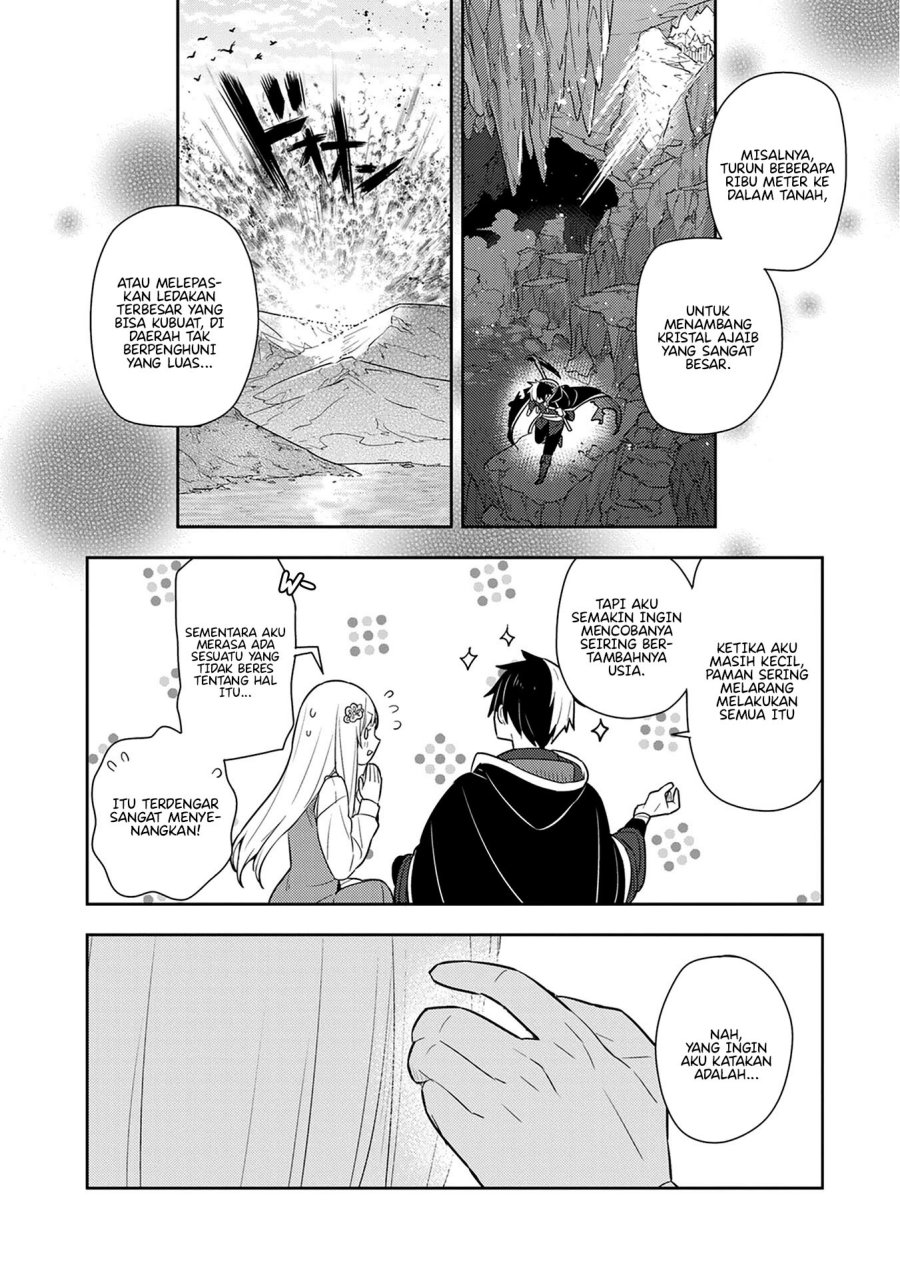 MISALNYA,
TURUN BEBERAPA
RIBU METER KE
DALAM TANAH,
UNTUK
MENAMBANG
KRISTAL AJAIB
YANG SANGAT
BESAR.
ドオオン
ATAU MELEPAS-
KAN LEDAKAN
TERBESAR YANG
BISA KUBUAT, DI
DAERAH TAK
BERPENGHUNI
YANG LUAS...
KETIKA AKU
MASIH KECIL,
PAMAN SERING
MELARANG
MELAKUKAN
SEMUA ITU
TAPI AKU
SEMAKIN INGIN
MENCOBANYA
SEIRING BER-
TAMBAHNYA
USIA.
W-
SEMENTARA AKU
MERASA ADA
SESUATU YANG
TIDAK BERES
TENTANG HAL
ITU...
ITU TERDENGAR
SANGAT MENYE-
NANGKAN!
NAH,
YANG INGIN
AKU KATAKAN
ADALAH...